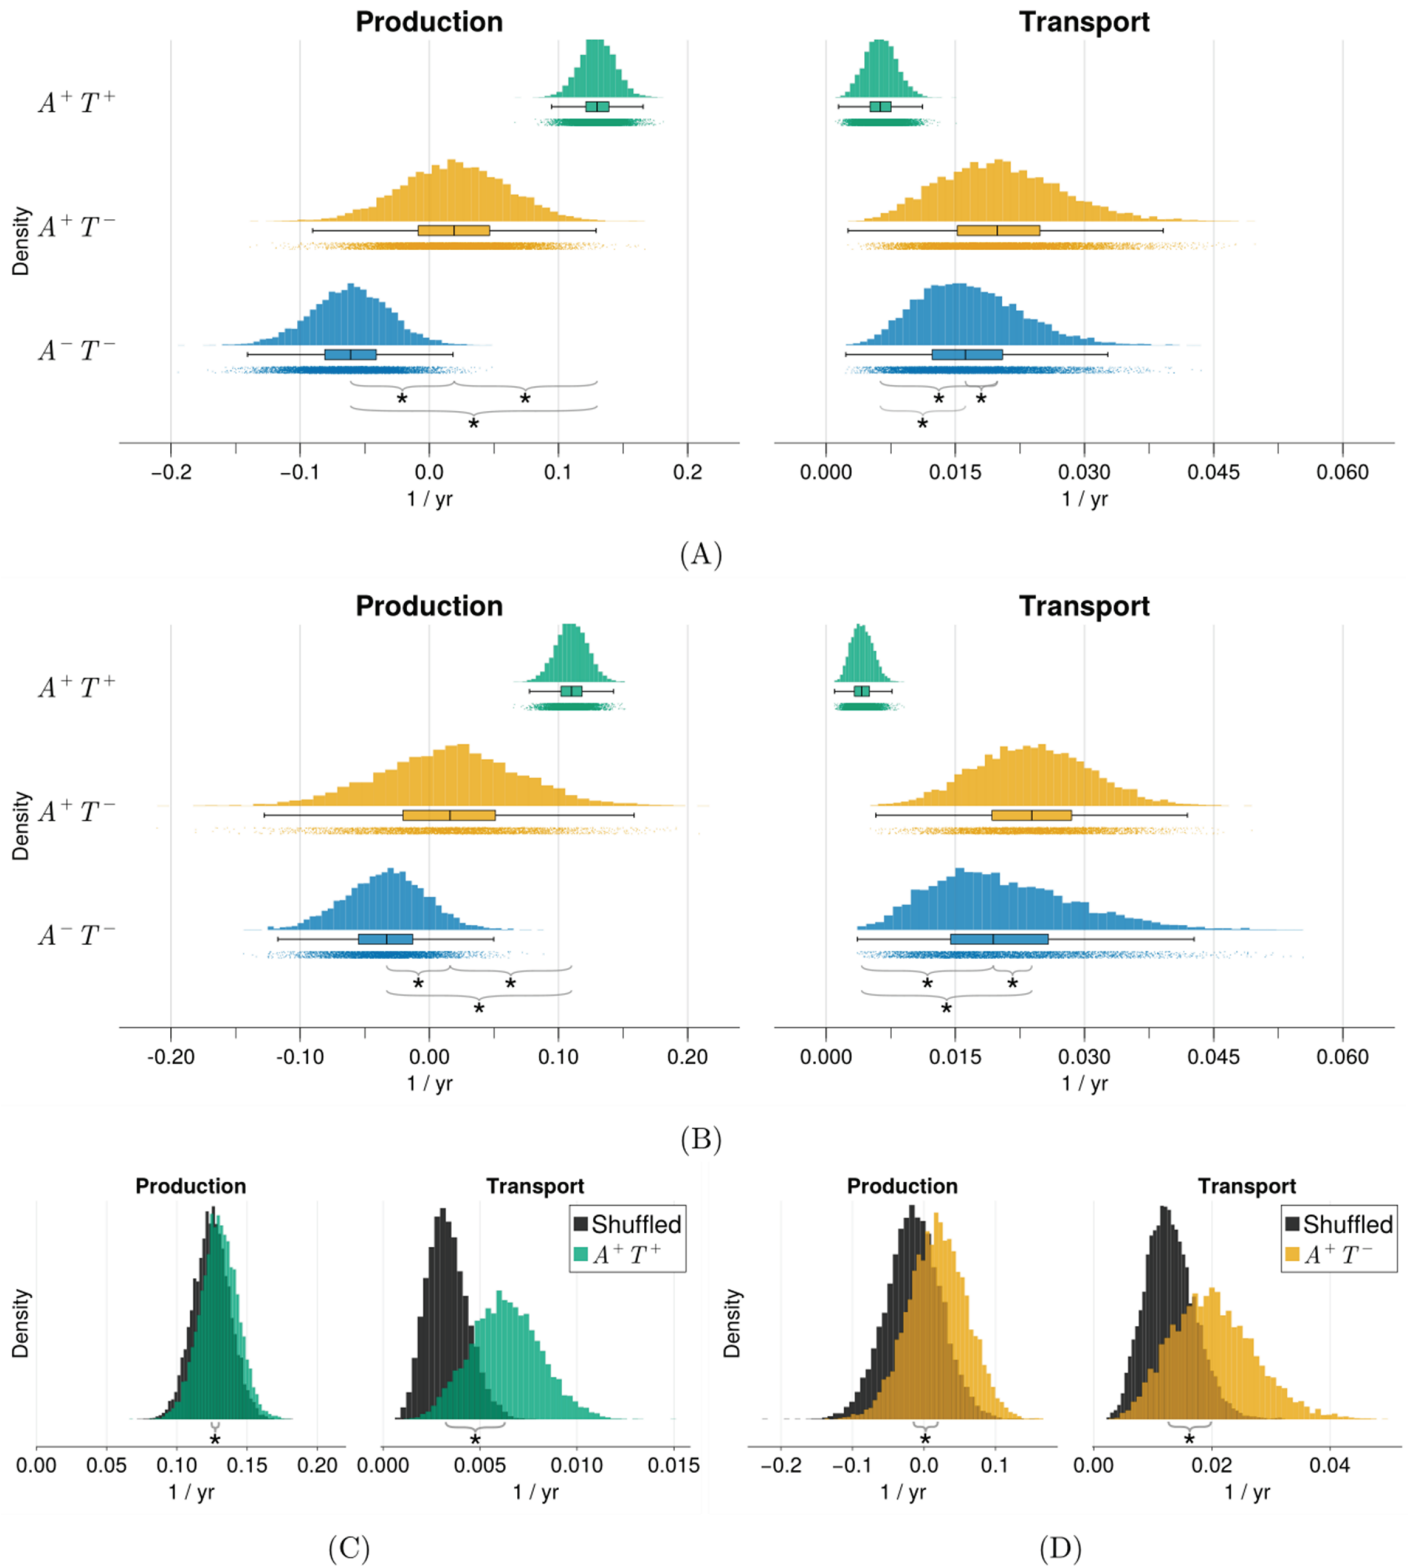 Production Transport
A⁺ T⁺
A⁺ T⁻
Density
A⁻ T⁻
* * * *
* *
−0.2 −0.1 0.0 0.1 0.2 0.000 0.015 0.030 0.045 0.060
1 / yr 1 / yr
(A)
Production Transport
A⁺ T⁺
A⁺ T⁻
Density
A⁻ T⁻
* * * *
* *
-0.20 -0.10 0.00 0.10 0.20 0.000 0.015 0.030 0.045 0.060
1 / yr 1 / yr
(B)
Production Transport Production Transport
Shuffled Shuffled
A⁺ T⁺ A⁺ T⁻
Density Density
* * * *
0.00 0.05 0.10 0.15 0.20 0.000 0.005 0.010 0.015 −0.2 −0.1 0.0 0.1 0.00 0.02 0.04
1 / yr 1 / yr 1 / yr 1 / yr
(C) (D)